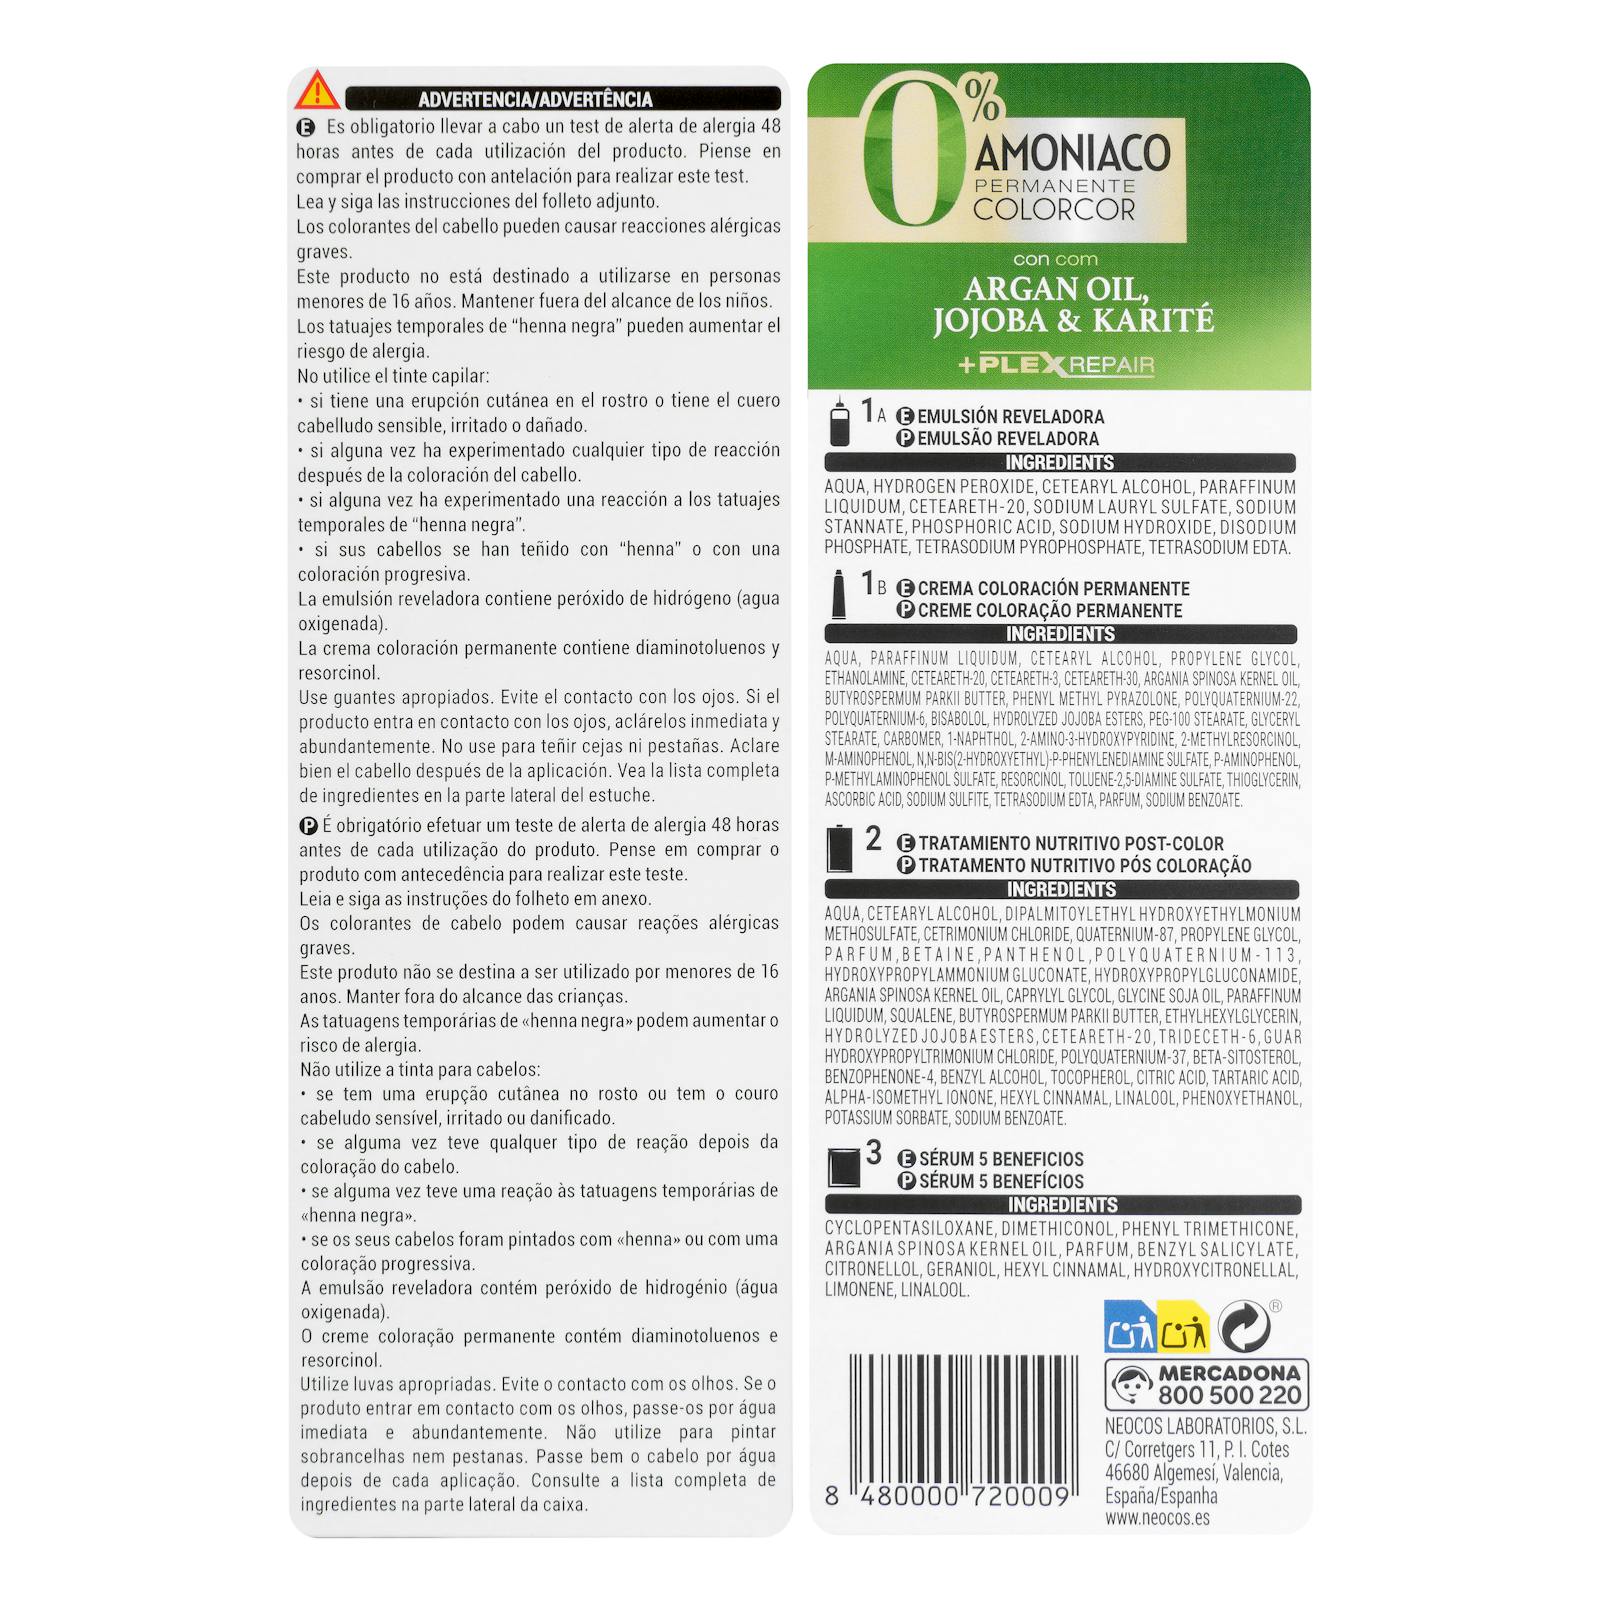 ADVERTENCIA/ADVERTÊNCIA
E Es obligatorio llevar a cabo un test de alerta de alergia 48
horas antes de cada utilización del producto. Piense en
comprar el producto con antelación para realizar este test.
Lea y siga las instrucciones del folleto adjunto.
Los colorantes del cabello pueden causar reacciones alérgicas
graves.
Este producto no está destinado a utilizarse en personas
menores de 16 años. Mantener fuera del alcance de los niños.
Los tatuajes temporales de “henna negra” pueden aumentar el
riesgo de alergia.
No utilice el tinte capilar:
• si tiene una erupción cutánea en el rostro o tiene el cuero
cabelludo sensible, irritado o dañado.
• si alguna vez ha experimentado cualquier tipo de reacción
después de la coloración del cabello.
• si alguna vez ha experimentado una reacción a los tatuajes
temporales de “henna negra”.
• si sus cabellos se han teñido con “henna” o con una
coloración progresiva.
La emulsión reveladora contiene peróxido de hidrógeno (agua
oxigenada).
La crema coloración permanente contiene diaminotoluenos y
resorcinol.
Use guantes apropiados. Evite el contacto con los ojos. Si el
producto entra en contacto con los ojos, aclárelos inmediata y
abundantemente. No use para teñir cejas ni pestañas. Aclare
bien el cabello después de la aplicación. Vea la lista completa
de ingredientes en la parte lateral del estuche.
P É obrigatório efetuar um teste de alerta de alergia 48 horas
antes de cada utilização do produto. Pense em comprar o
produto com antecedência para realizar este teste.
Leia e siga as instruções do folheto em anexo.
Os colorantes de cabelo podem causar reações alérgicas
graves.
Este produto não se destina a ser utilizado por menores de 16
anos. Manter fora do alcance das crianças.
As tatuagens temporárias de «henna negra» podem aumentar o
risco de alergia.
Não utilize a tinta para cabelos:
• se tem uma erupção cutânea no rosto ou tem o couro
cabeludo sensível, irritado ou danificado.
• se alguma vez teve qualquer tipo de reação depois da
coloração do cabelo.
• se alguma vez teve uma reação às tatuagens temporárias de
«henna negra».
• se os seus cabelos foram pintados com «henna» ou com uma
coloração progressiva.
A emulsão reveladora contém peróxido de hidrogénio (água
oxigenada).
O creme coloração permanente contém diaminotoluenos e
resorcinol.
Utilize luvas apropriadas. Evite o contacto com os olhos. Se o
produto entrar em contacto com os olhos, passe-os por água
imediata e abundantemente. Não utilize para pintar
sobrancelhas nem pestanas. Passe bem o cabelo por água
depois de cada aplicação. Consulte a lista completa de
ingredientes na parte lateral da caixa.
0%
AMONIACO
PERMANENTE
COLORCOR
con com
ARGAN OIL,
JOJOBA & KARITÉ
+PLEX REPAIR
1A E EMULSIÓN REVELADORA
P EMULSÃO REVELADORA
INGREDIENTS
AQUA, HYDROGEN PEROXIDE, CETEARYL ALCOHOL, PARAFFINUM
LIQUIDUM, CETEARETH-20, SODIUM LAURYL SULFATE, SODIUM
STANNATE, PHOSPHORIC ACID, SODIUM HYDROXIDE, DISODIUM
PHOSPHATE, TETRASODIUM PYROPHOSPHATE, TETRASODIUM EDTA.
1B E CREMA COLORACIÓN PERMANENTE
P CREME COLORAÇÃO PERMANENTE
INGREDIENTS
AQUA, PARAFFINUM LIQUIDUM, CETEARYL ALCOHOL, PROPYLENE GLYCOL,
ETHANOLAMINE, CETEARETH-20, CETEARETH-3, CETEARETH-30, ARGANIA SPINOSA KERNEL OIL,
BUTYROSPERMUM PARKII BUTTER, PHENYL METHYL PYRAZOLONE, POLYQUATERNIUM-22,
POLYQUATERNIUM-6, BISABOLOL, HYDROLYZED JOJOBA ESTERS, PEG-100 STEARATE, GLYCERYL
STEARATE, CARBOMER, 1-NAPHTHOL, 2-AMINO-3-HYDROXYPYRIDINE, 2-METHYLRESORCINOL,
M-AMINOPHENOL, N,N-BIS(2-HYDROXYETHYL)-P-PHENYLENEDIAMINE SULFATE, P-AMINOPHENOL,
P-METHYLAMINOPHENOL SULFATE, RESORCINOL, TOLUENE-2,5-DIAMINE SULFATE, THIOGLYCERIN,
ASCORBIC ACID, SODIUM SULFITE, TETRASODIUM EDTA, PARFUM, SODIUM BENZOATE.
2 E TRATAMIENTO NUTRITIVO POST-COLOR
P TRATAMENTO NUTRITIVO PÓS COLORAÇÃO
INGREDIENTS
AQUA, CETEARYL ALCOHOL, DIPALMITOYLETHYL HYDROXYETHYLMONIUM
METHOSULFATE, CETRIMONIUM CHLORIDE, QUATERNIUM-87, PROPYLENE GLYCOL,
PARFUM, BETAINE, PANTHENOL, POLYQUATERNIUM-113,
HYDROXYPROPYLAMMONIUM GLUCONATE, HYDROXYPROPYLGLUCONAMIDE,
ARGANIA SPINOSA KERNEL OIL, CAPRYLYL GLYCOL, GLYCINE SOJA OIL, PARAFFINUM
LIQUIDUM, SQUALENE, BUTYROSPERMUM PARKII BUTTER, ETHYLHEXYLGLYCERIN,
HYDROLYZED JOJOBA ESTERS, CETEARETH-20, TRIDECETH-6, GUAR
HYDROXYPROPYLTRIMONIUM CHLORIDE, POLYQUATERNIUM-37, BETA-SITOSTEROL,
BENZOPHENONE-4, BENZYL ALCOHOL, TOCOPHEROL, CITRIC ACID, TARTARIC ACID,
ALPHA-ISOMETHYL IONONE, HEXYL CINNAMAL, LINALOOL, PHENOXYETHANOL,
POTASSIUM SORBATE, SODIUM BENZOATE.
3 E SÉRUM 5 BENEFICIOS
P SÉRUM 5 BENEFÍCIOS
INGREDIENTS
CYCLOPENTASILOXANE, DIMETHICONOL, PHENYL TRIMETHICONE,
ARGANIA SPINOSA KERNEL OIL, PARFUM, BENZYL SALICYLATE,
CITRONELLOL, GERANIOL, HEXYL CINNAMAL, HYDROXYCITRONELLAL,
LIMONENE, LINALOOL.
®
MERCADONA
800 500 220
NEOCOS LABORATORIOS, S.L.
C/ Corretgers 11, P. I. Cotes
46680 Algemesí, Valencia,
España/Espanha
www.neocos.es
8 480000 720009